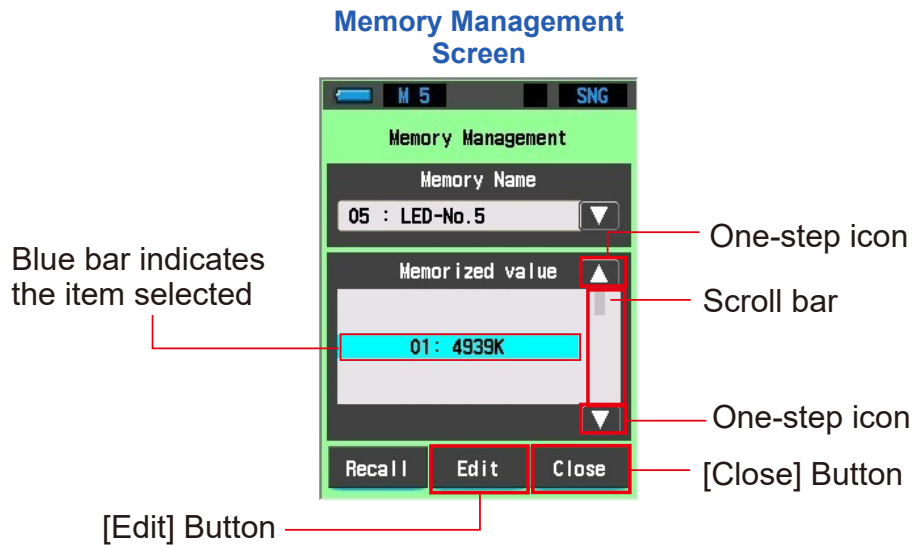 Memory Management
Screen
M 5
SNG
Memory Management
Memory Name
05 : LED-No.5
One-step icon
Blue bar indicates
the item selected
Memorized value
Scroll bar
01: 4939K
One-step icon
Recall
Edit
Close
[Close] Button
[Edit] Button